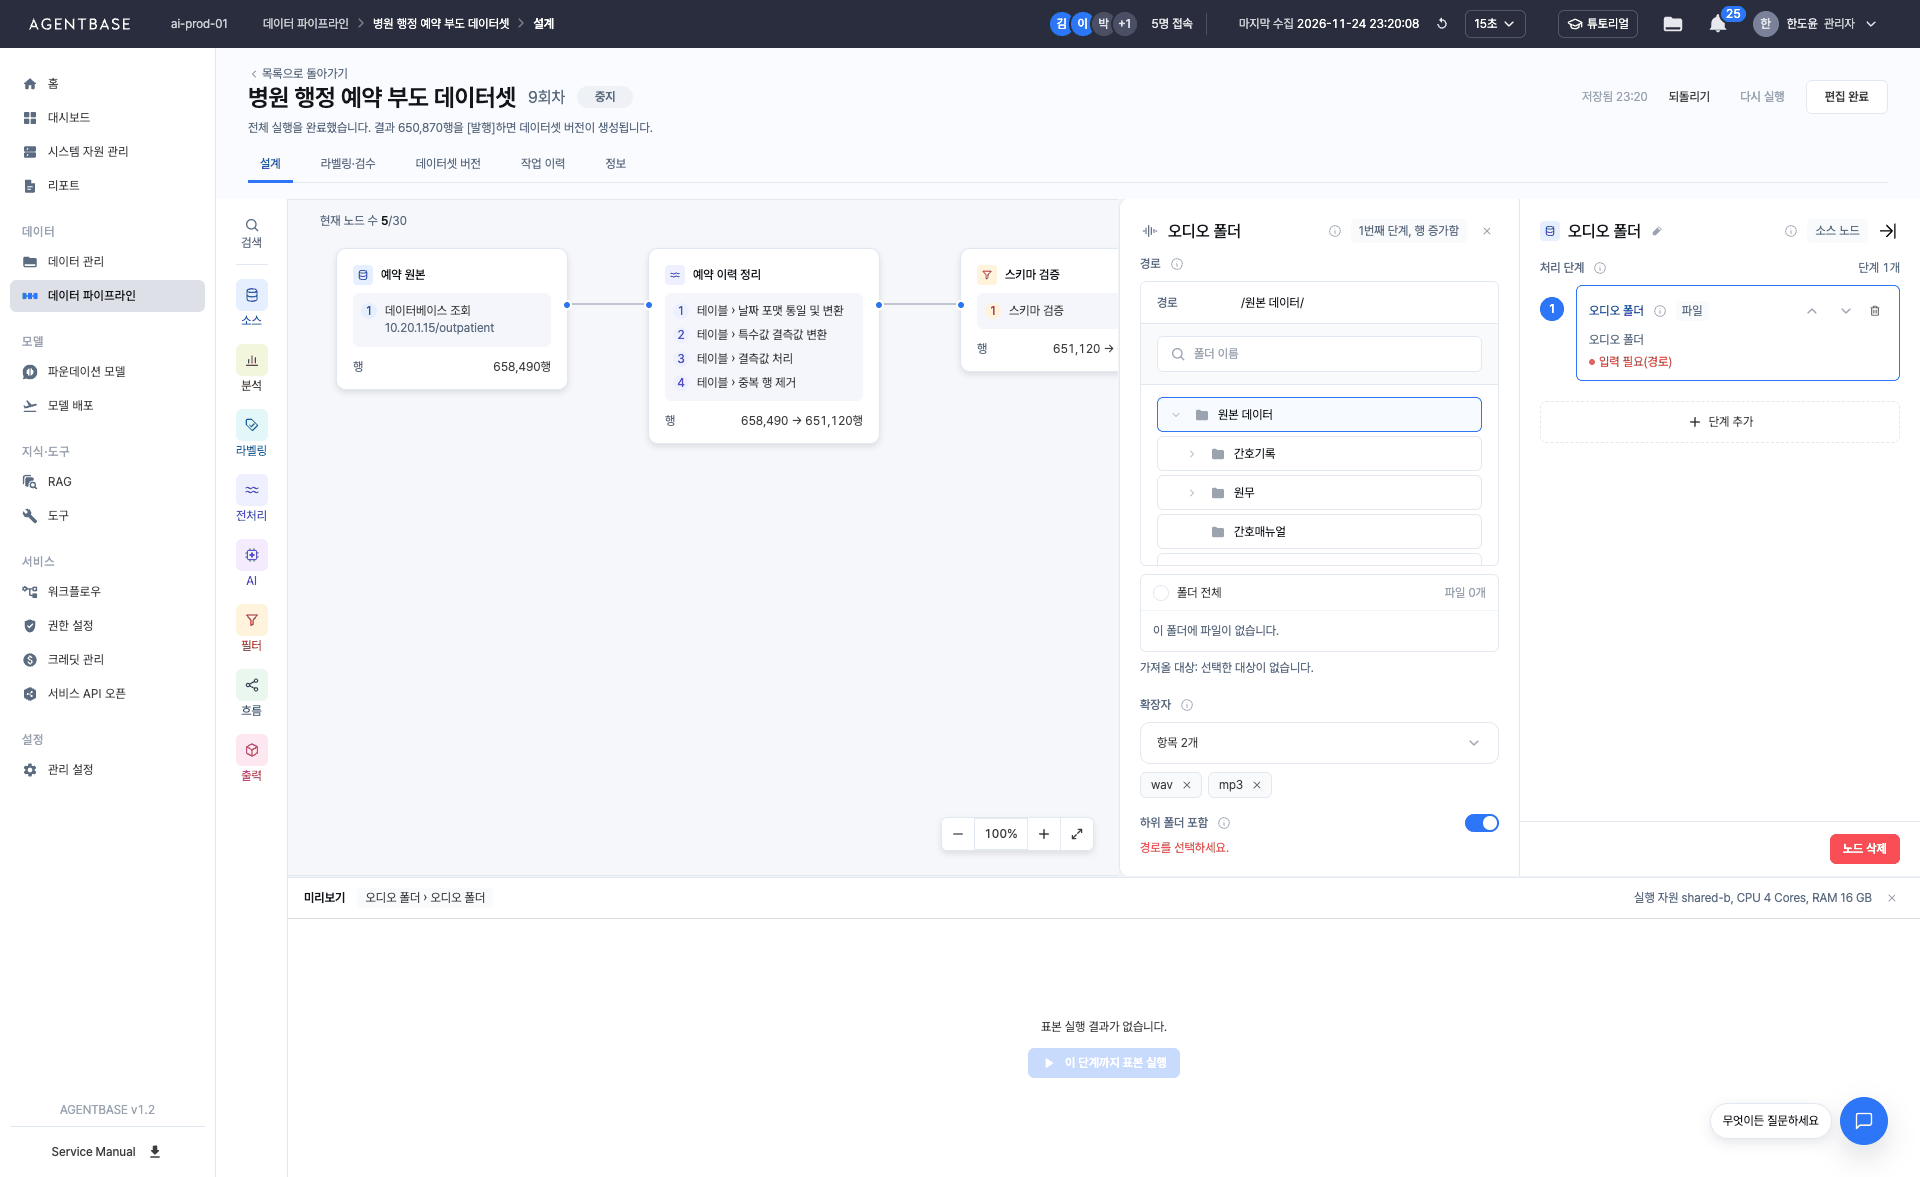 AGENTBASE
ai-prod-01
데이터 파이프라인 > 병원 행정 예약 부도 데이터셋 > 설계
김 이 박 +1 5명 접속
마지막 수집 2026-11-24 23:20:08
15초
튜토리얼
25
한 한도윤 관리자
홈
대시보드
시스템 자원 관리
리포트
데이터
데이터 관리
데이터 파이프라인
모델
파운데이션 모델
모델 배포
지식·도구
RAG
도구
서비스
워크플로우
권한 설정
크레딧 관리
서비스 API 오픈
설정
관리 설정
AGENTBASE v1.2
Service Manual
목록으로 돌아가기
병원 행정 예약 부도 데이터셋 9회차 중지
전체 실행을 완료했습니다. 결과 650,870행을 [발행]하면 데이터셋 버전이 생성됩니다.
저장됨 23:20 되돌리기 다시 실행 편집 완료
설계 라벨링·검수 데이터셋 버전 작업 이력 정보
검색
소스
분석
라벨링
전처리
AI
필터
흐름
출력
현재 노드 수 5/30
예약 원본
1 데이터베이스 조회
10.20.1.15/outpatient
행 658,490행
예약 이력 정리
1 테이블 › 날짜 포맷 통일 및 변환
2 테이블 › 특수값 결측값 변환
3 테이블 › 결측값 처리
4 테이블 › 중복 행 제거
행 658,490 → 651,120행
스키마 검증
1 스키마 검증
행 651,120 →
100%
오디오 폴더 1번째 단계, 행 증가함
경로
경로 /원본 데이터/
폴더 이름
원본 데이터
간호기록
원무
간호매뉴얼
폴더 전체 파일 0개
이 폴더에 파일이 없습니다.
가져올 대상: 선택한 대상이 없습니다.
확장자
항목 2개
wav mp3
하위 폴더 포함
경로를 선택하세요.
오디오 폴더 소스 노드
처리 단계 단계 1개
1 오디오 폴더 파일
오디오 폴더
입력 필요(경로)
단계 추가
노드 삭제
미리보기 오디오 폴더 › 오디오 폴더
실행 자원 shared-b, CPU 4 Cores, RAM 16 GB
표본 실행 결과가 없습니다.
이 단계까지 표본 실행
무엇이든 질문하세요